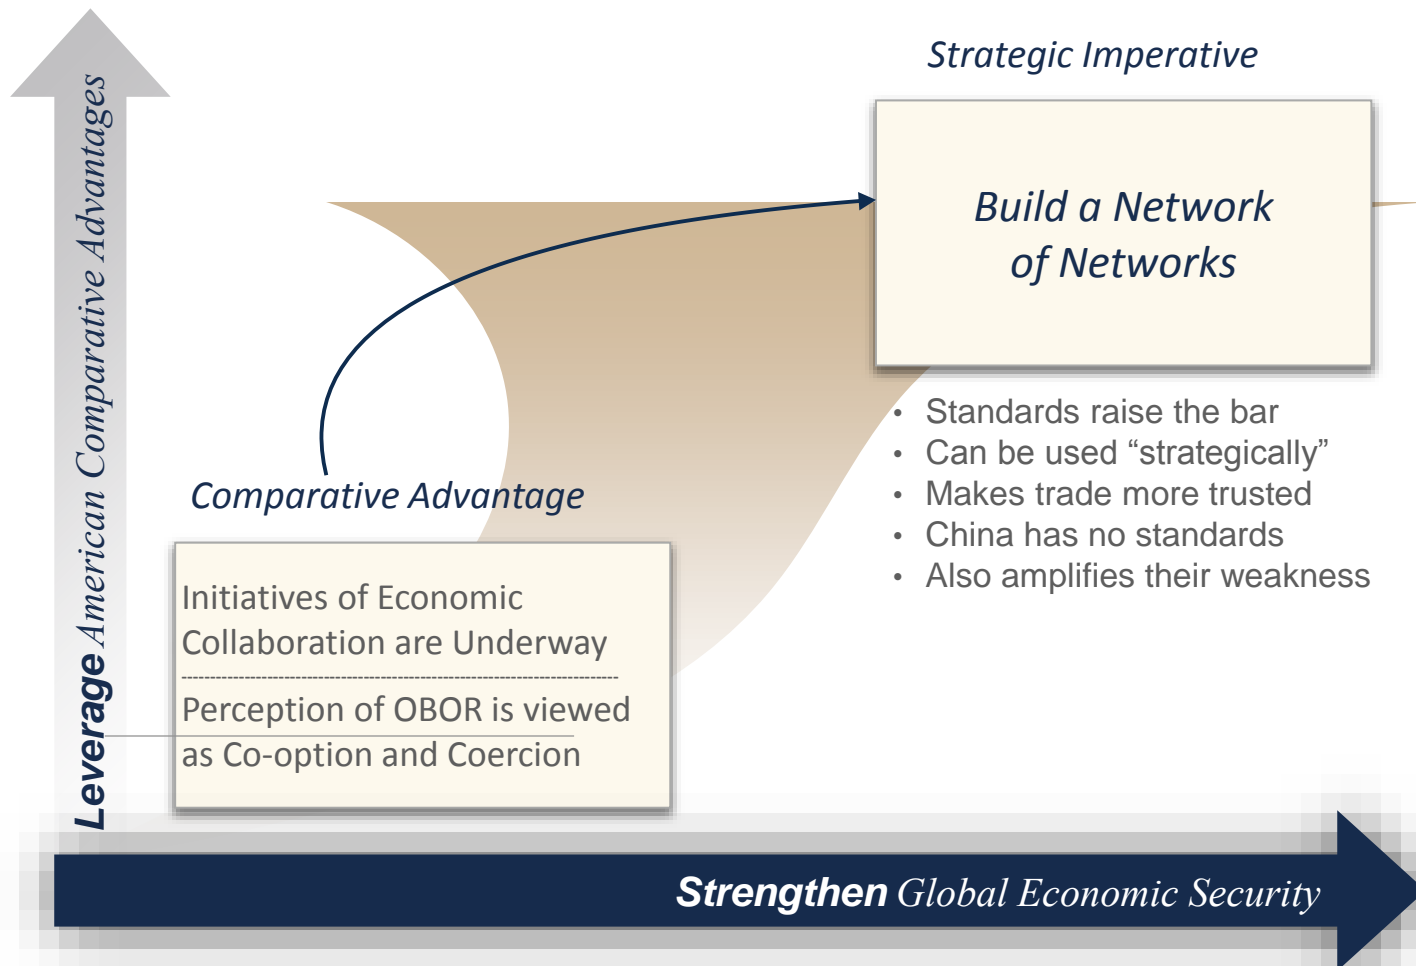 Leverage American Comparative Advantages
Strategic Imperative
Build a Network
of Networks
• Standards raise the bar
• Can be used “strategically”
• Makes trade more trusted
• China has no standards
• Also amplifies their weakness
Comparative Advantage
Initiatives of Economic
Collaboration are Underway
Perception of OBOR is viewed
as Co-option and Coercion
Strengthen Global Economic Security